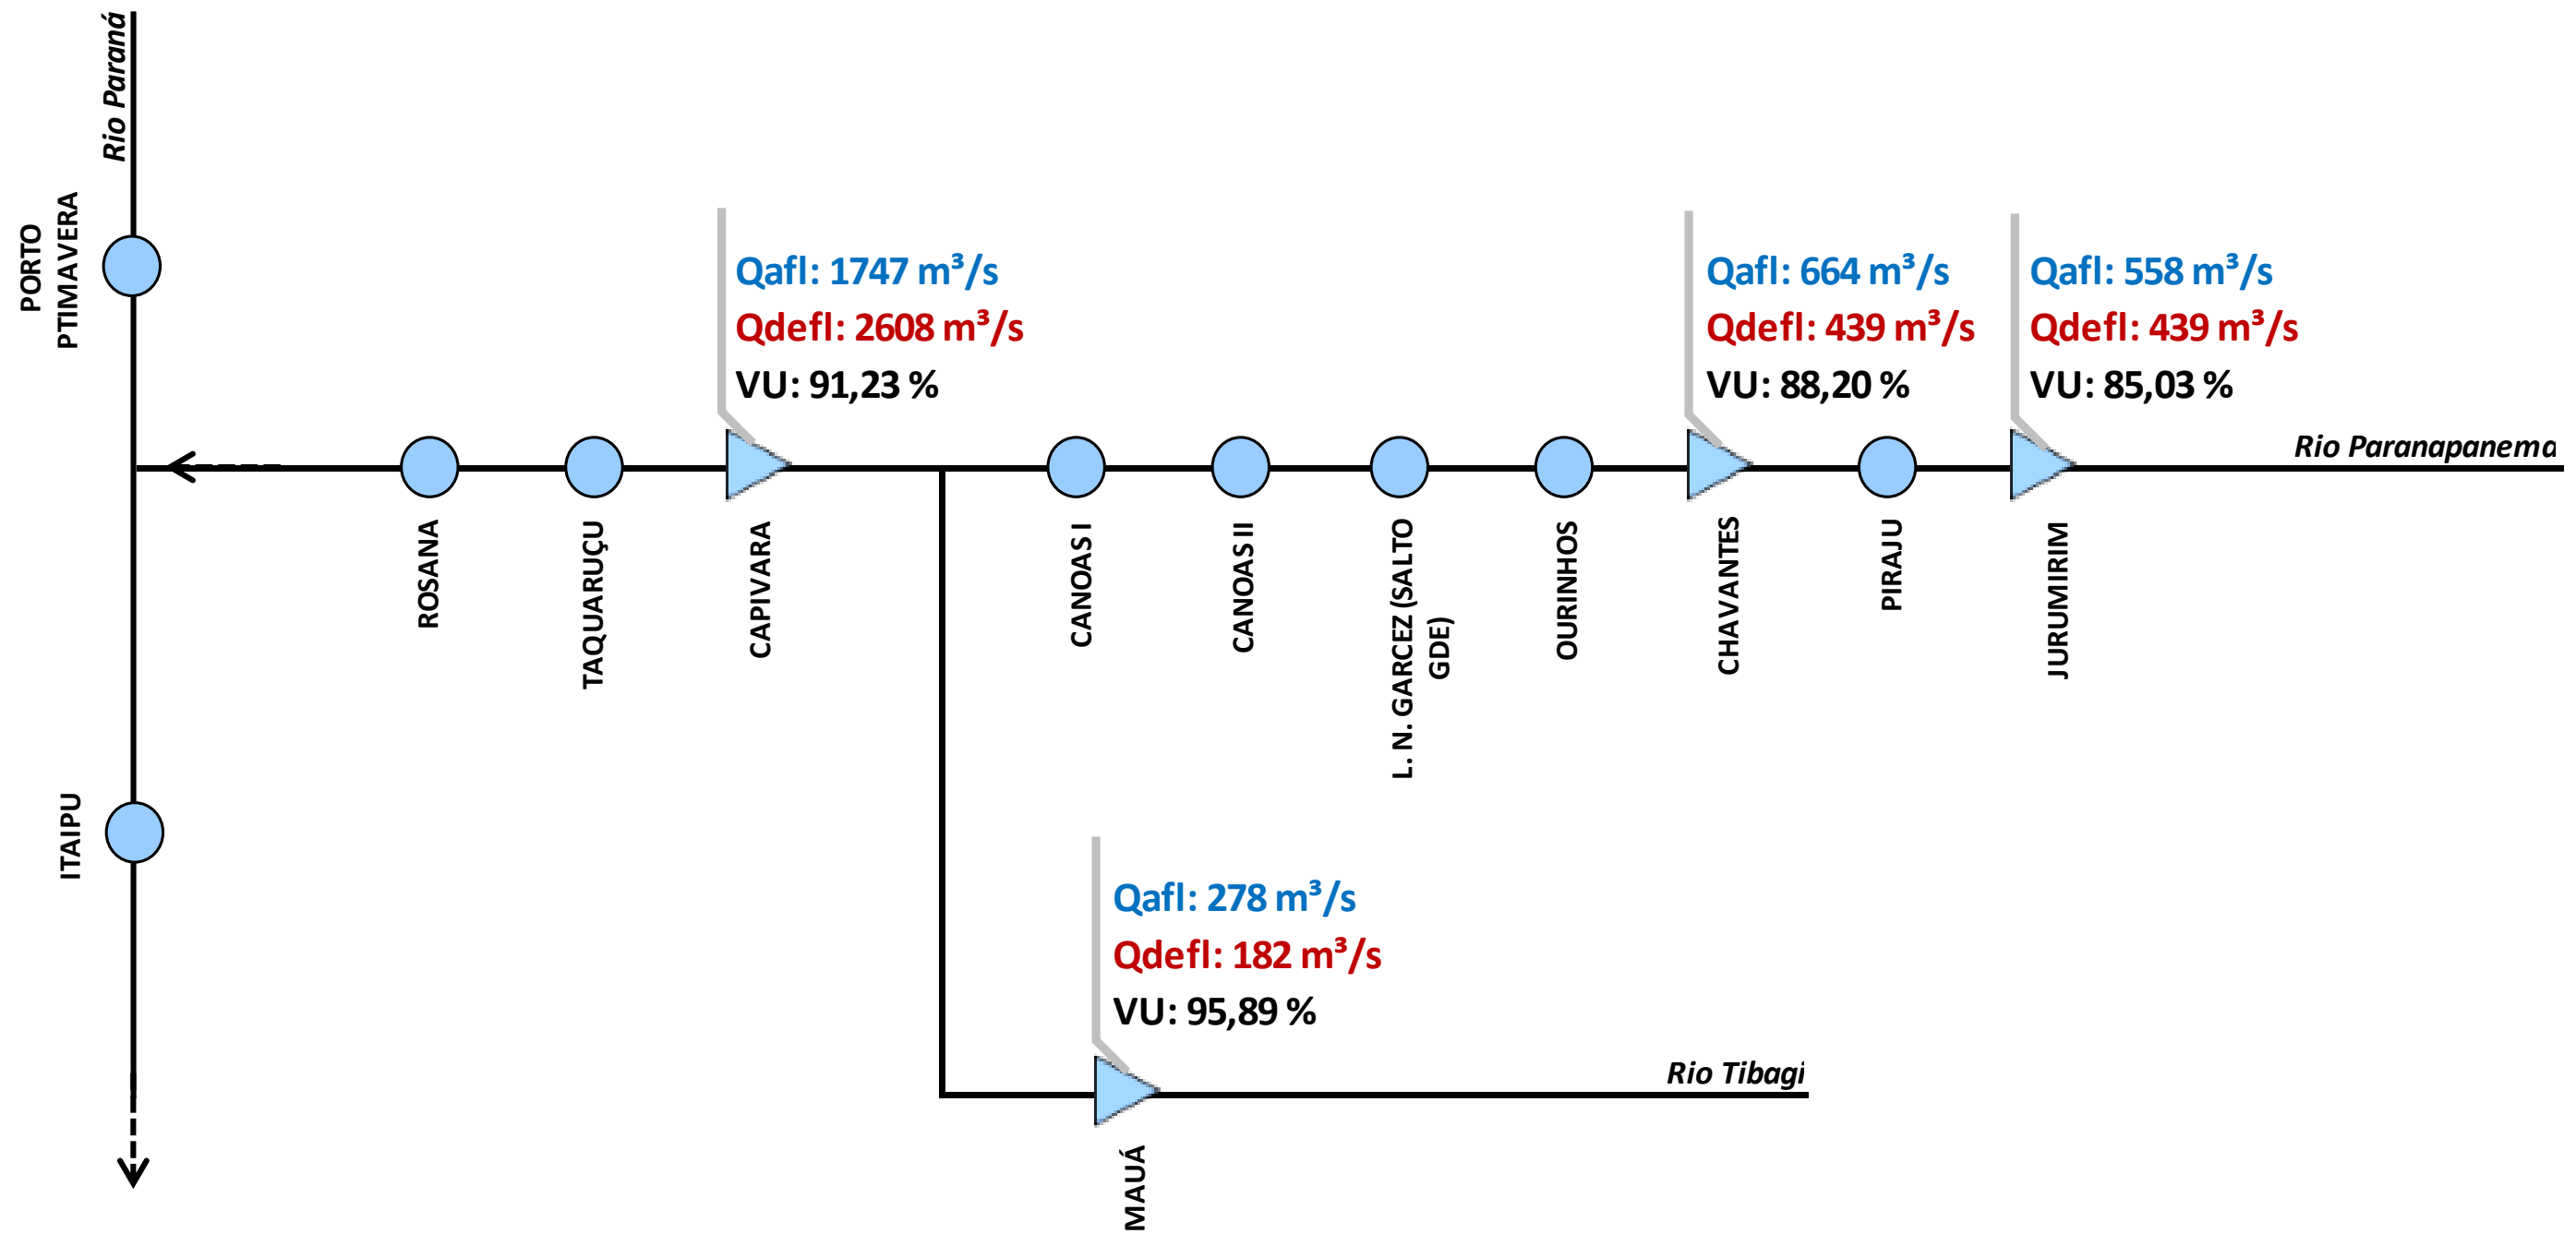 Rio Paraná
PORTO
PTIMAVERA
Qafl: 1747 m³/s
Qdefl: 2608 m³/s
VU: 91,23 %
Qafl: 664 m³/s
Qdefl: 439 m³/s
VU: 88,20 %
Qafl: 558 m³/s
Qdefl: 439 m³/s
VU: 85,03 %
Rio Paranapanema
ROSANA
TAQUARUÇU
CAPIVARA
CANOAS I
CANOAS II
L. N. GARCEZ (SALTO
GDE)
OURINHOS
CHAVANTES
PIRAJU
JURUMIRIM
ITAIPU
Qafl: 278 m³/s
Qdefl: 182 m³/s
VU: 95,89 %
Rio Tibagi
MAUÁ